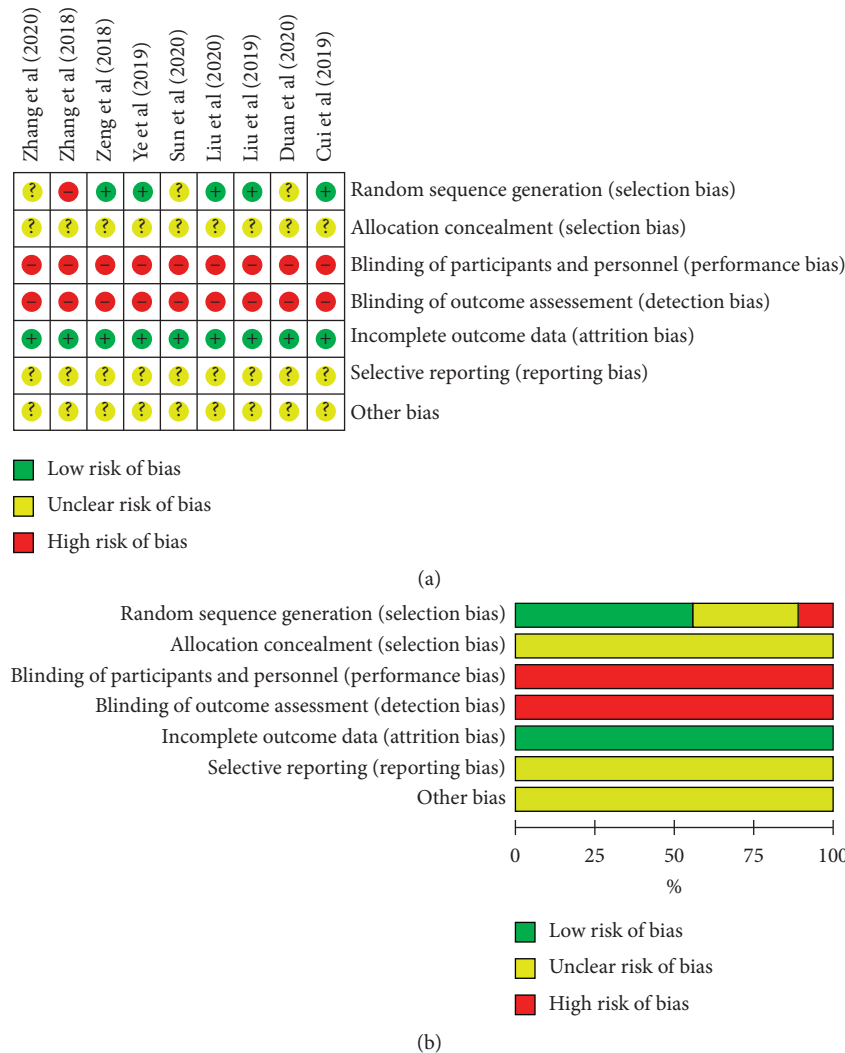 Zhang et al (2020)
Zhang et al (2018)
Zeng et al (2018)
Ye et al (2019)
Sun et al (2020)
Liu et al (2020)
Liu et al (2019)
Duan et al (2020)
Cui et al (2019)
? – + + ? + + ? + Random sequence generation (selection bias)
? ? ? ? ? ? ? ? ? Allocation concealment (selection bias)
– – – – – – – – – Blinding of participants and personnel (performance bias)
– – – – – – – – – Blinding of outcome assessement (detection bias)
+ + + + + + + + + Incomplete outcome data (attrition bias)
? ? ? ? ? ? ? ? ? Selective reporting (reporting bias)
? ? ? ? ? ? ? ? ? Other bias
Low risk of bias
Unclear risk of bias
High risk of bias
(a)
Random sequence generation (selection bias)
Allocation concealment (selection bias)
Blinding of participants and personnel (performance bias)
Blinding of outcome assessment (detection bias)
Incomplete outcome data (attrition bias)
Selective reporting (reporting bias)
Other bias
0 25 50 75 100
%
Low risk of bias
Unclear risk of bias
High risk of bias
(b)